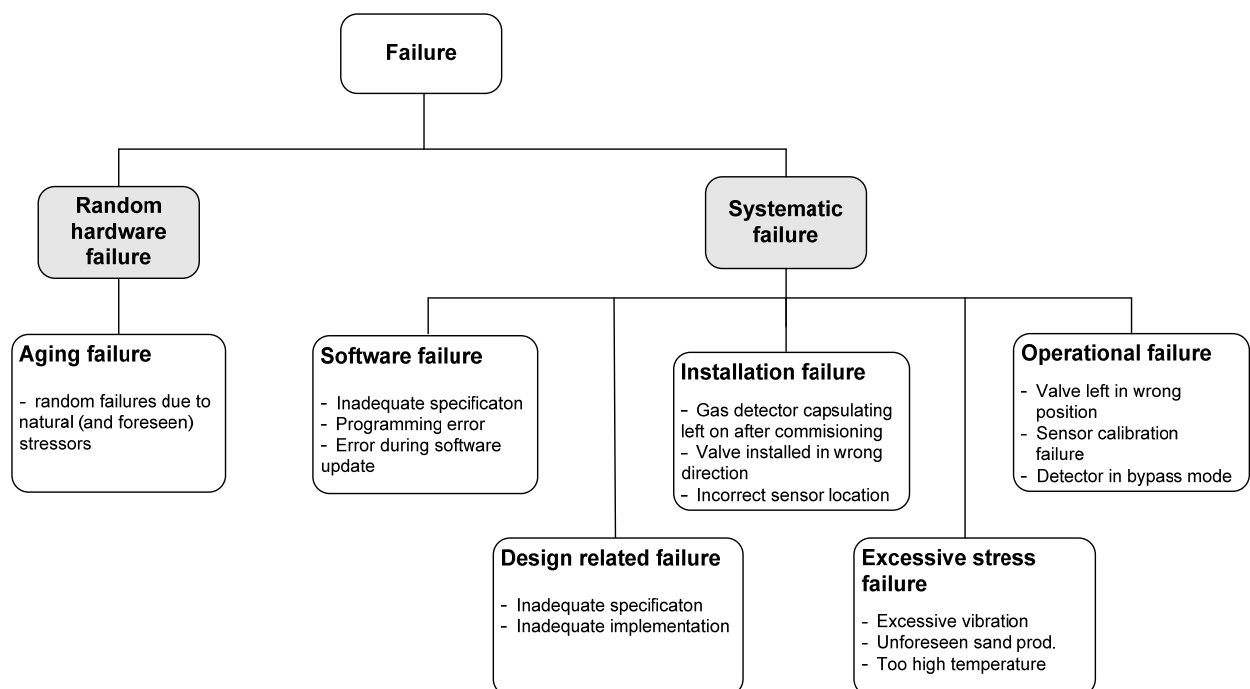 Failure
Random
hardware
failure
Systematic
failure
Aging failure
- random failures due to
natural (and foreseen)
stressors
Software failure
- Inadequate specificaton
- Programming error
- Error during software
update
Installation failure
- Gas detector capsulating
left on after commisioning
- Valve installed in wrong
direction
- Incorrect sensor location
Operational failure
- Valve left in wrong
position
- Sensor calibration
failure
- Detector in bypass mode
Design related failure
- Inadequate specificaton
- Inadequate implementation
Excessive stress
failure
- Excessive vibration
- Unforeseen sand prod.
- Too high temperature